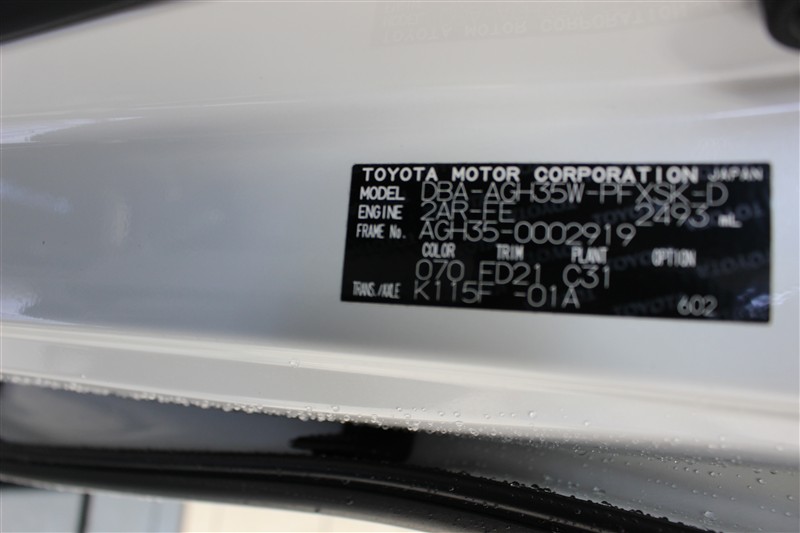 TOYOTA MOTOR CORPORATION JAPAN
MODEL DBA-AGH35W-PFXSK-D
ENGINE 2AR-FE 2493 mL
FRAME No. AGH35-0002919
COLOR TRIM PLANT OPTION
070 FD21 C31
TRANS./AXLE K115F -01A 602